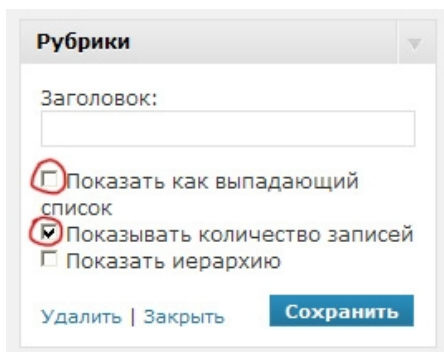 Рубрики
Заголовок:
Показать как выпадающий
список
Показывать количество записей
Показать иерархию
Удалить | Закрыть Сохранить